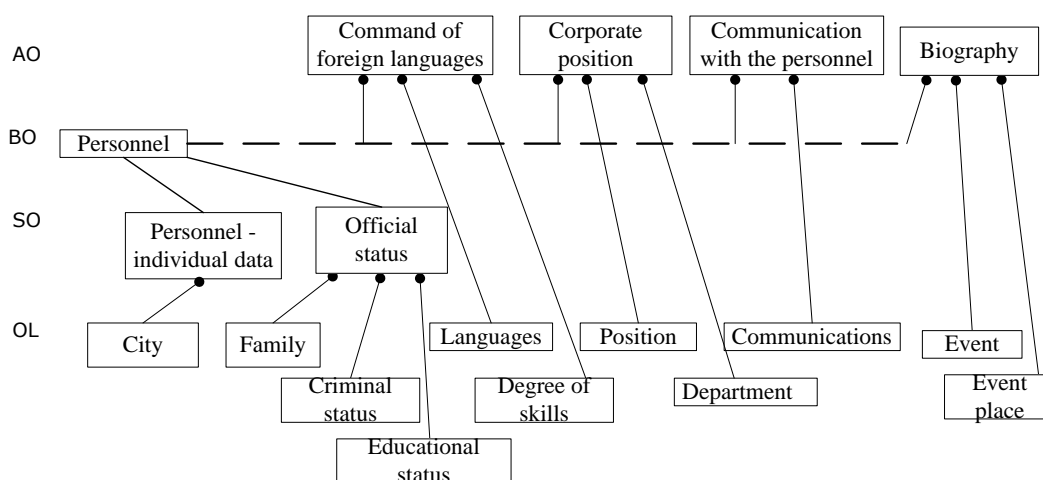 AO
Command of
foreign languages
Corporate
position
Communication
with the personnel
Biography
BO
Personnel
SO
Personnel -
individual data
Official
status
OL
City
Family
Languages
Position
Communications
Event
Criminal
status
Degree of
skills
Department
Event
place
Educational
status